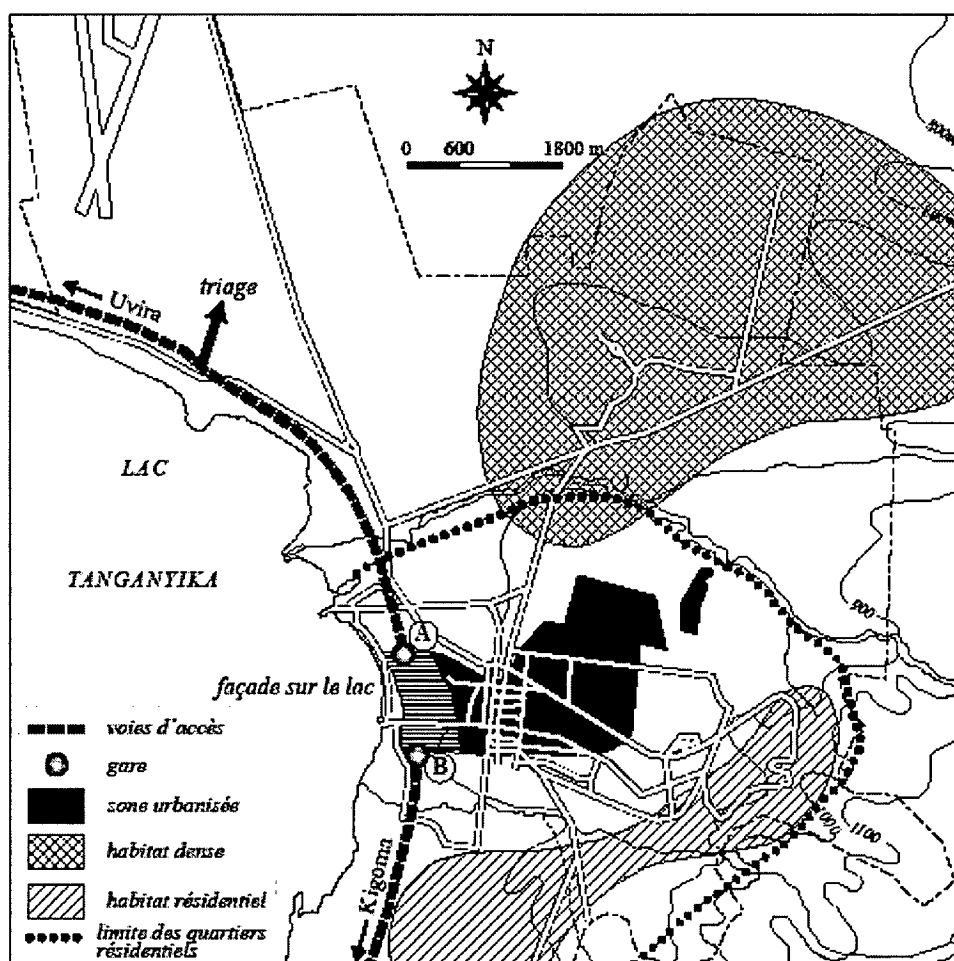 N
0 600 1800 m
triage
Uvira
LAC
TANGANYIKA
A
façade sur le lac
B
Kigoma
900
1100
voies d'accès
gare
zone urbanisée
habitat dense
habitat résidentiel
limite des quartiers
résidentiels